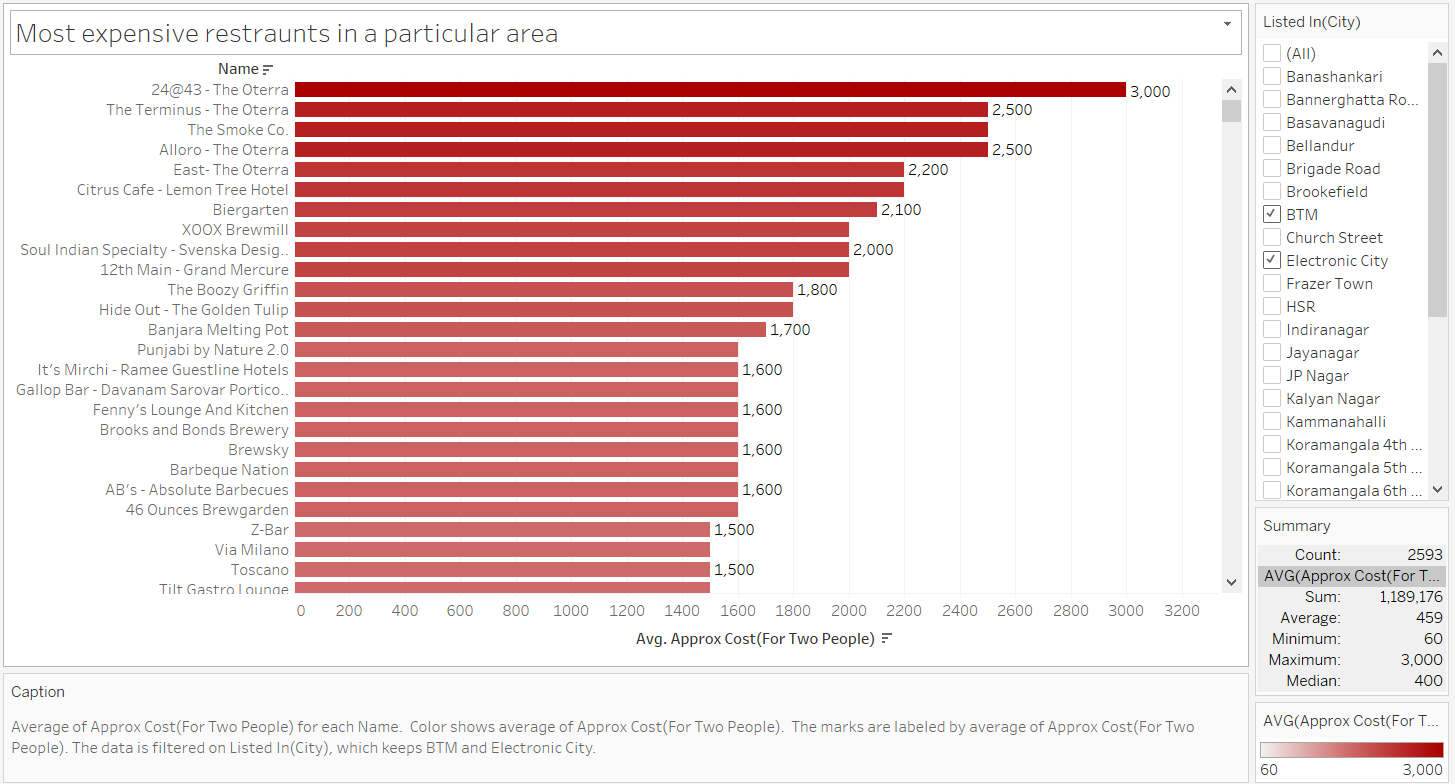 Most expensive restraunts in a particular area
Name
24@43 - The Oterra 3,000
The Terminus - The Oterra 2,500
The Smoke Co.
Alloro - The Oterra 2,500
East- The Oterra 2,200
Citrus Cafe - Lemon Tree Hotel
Biergarten 2,100
XOOX Brewmill
Soul Indian Specialty - Svenska Desig.. 2,000
12th Main - Grand Mercure
The Boozy Griffin 1,800
Hide Out - The Golden Tulip
Banjara Melting Pot 1,700
Punjabi by Nature 2.0
It's Mirchi - Ramee Guestline Hotels 1,600
Gallop Bar - Davanam Sarovar Portico..
Fenny's Lounge And Kitchen 1,600
Brooks and Bonds Brewery
Brewsky 1,600
Barbeque Nation
AB's - Absolute Barbecues 1,600
46 Ounces Brewgarden
Z-Bar 1,500
Via Milano
Toscano 1,500
Tilt Gastro Lounge
0 200 400 600 800 1000 1200 1400 1600 1800 2000 2200 2400 2600 2800 3000 3200
Avg. Approx Cost(For Two People)
Caption
Average of Approx Cost(For Two People) for each Name.  Color shows average of Approx Cost(For Two People).  The marks are labeled by average of Approx Cost(For Two
People). The data is filtered on Listed In(City), which keeps BTM and Electronic City.
Listed In(City)
(All)
Banashankari
Bannerghatta Ro...
Basavanagudi
Bellandur
Brigade Road
Brookefield
BTM
Church Street
Electronic City
Frazer Town
HSR
Indiranagar
Jayanagar
JP Nagar
Kalyan Nagar
Kammanahalli
Koramangala 4th ...
Koramangala 5th ...
Koramangala 6th ...
Summary
Count: 2593
AVG(Approx Cost(For T...
Sum: 1,189,176
Average: 459
Minimum: 60
Maximum: 3,000
Median: 400
AVG(Approx Cost(For T...
60 3,000